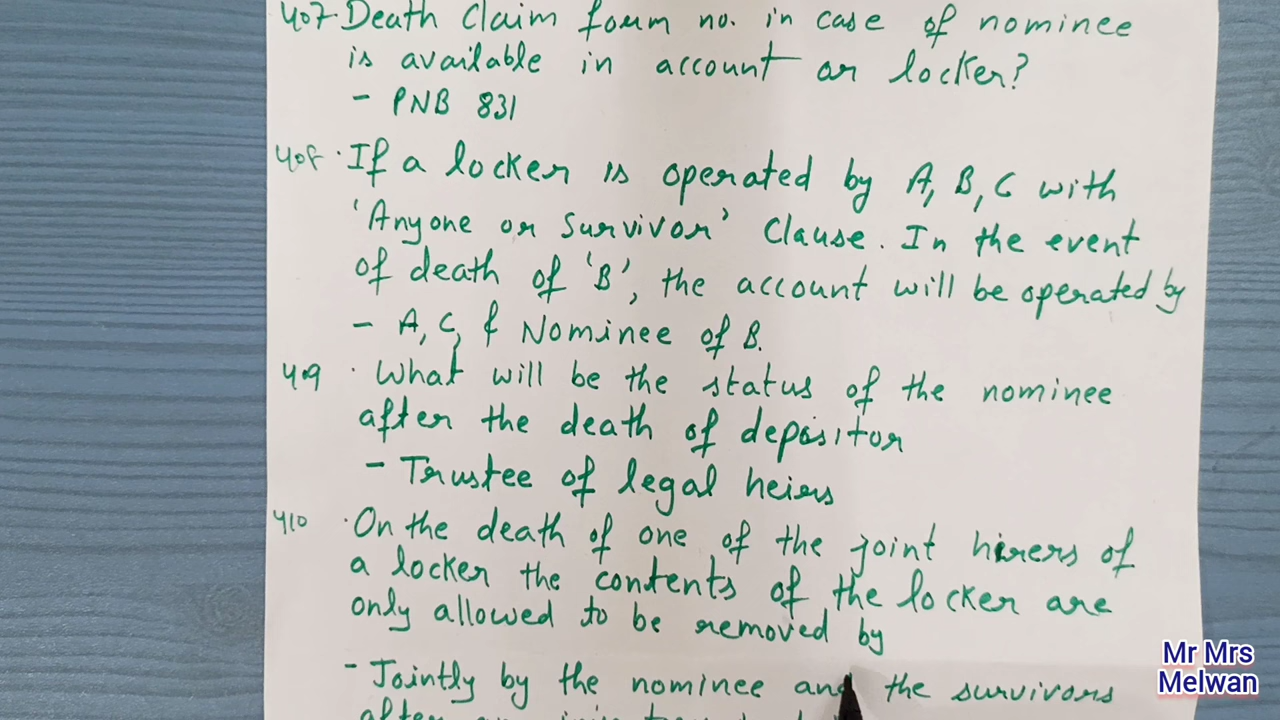 407. Death Claim form no. in case of nominee
is available in account or locker?
- PNB 831
408. If a locker is operated by A, B, C with
'Anyone or Survivor' Clause. In the event
of death of 'B', the account will be operated by
- A, C, & Nominee of B.
409. What will be the status of the nominee
after the death of depositor
- Trustee of legal heirs
410. On the death of one of the joint hirers of
a locker the contents of the locker are
only allowed to be removed by
- Jointly by the nominee and the survivors
after
Mr Mrs
Melwan